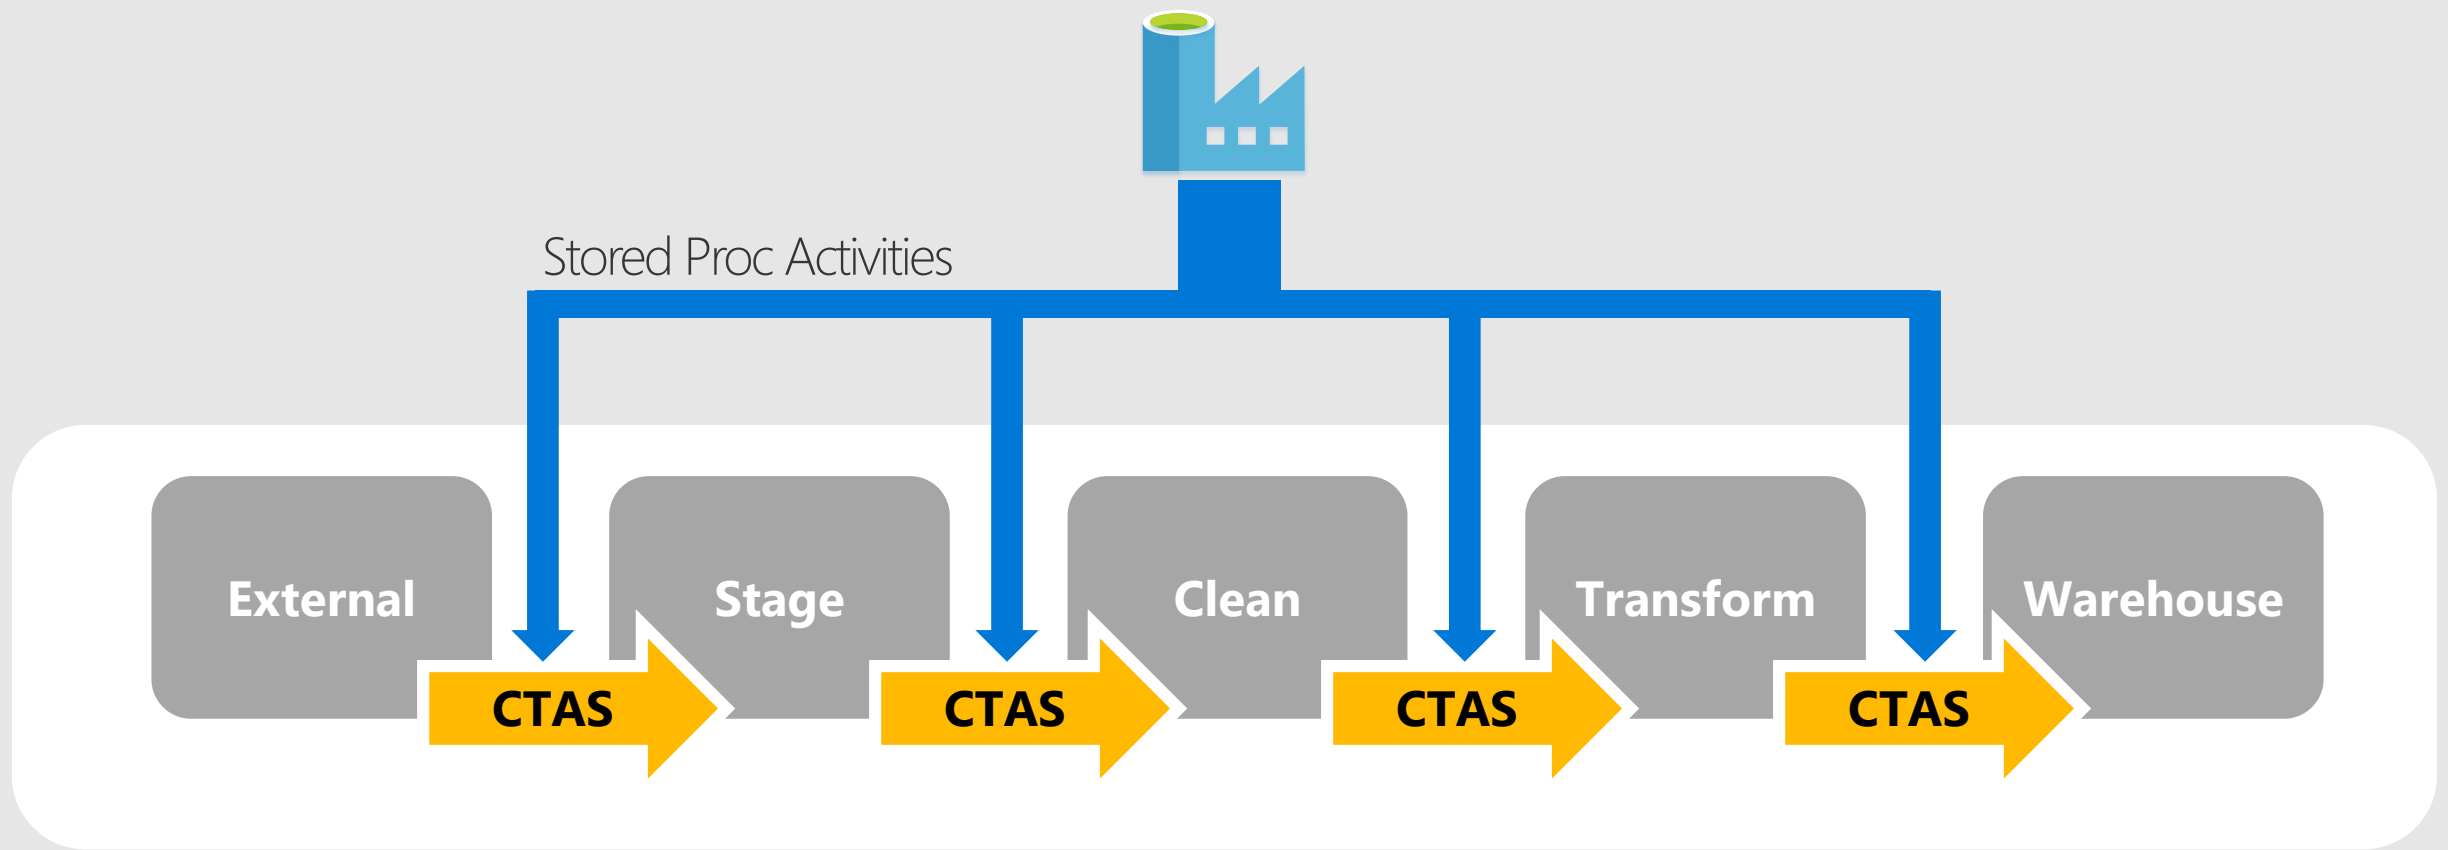 Stored Proc Activities
External
Stage
Clean
Transform
Warehouse
CTAS
CTAS
CTAS
CTAS